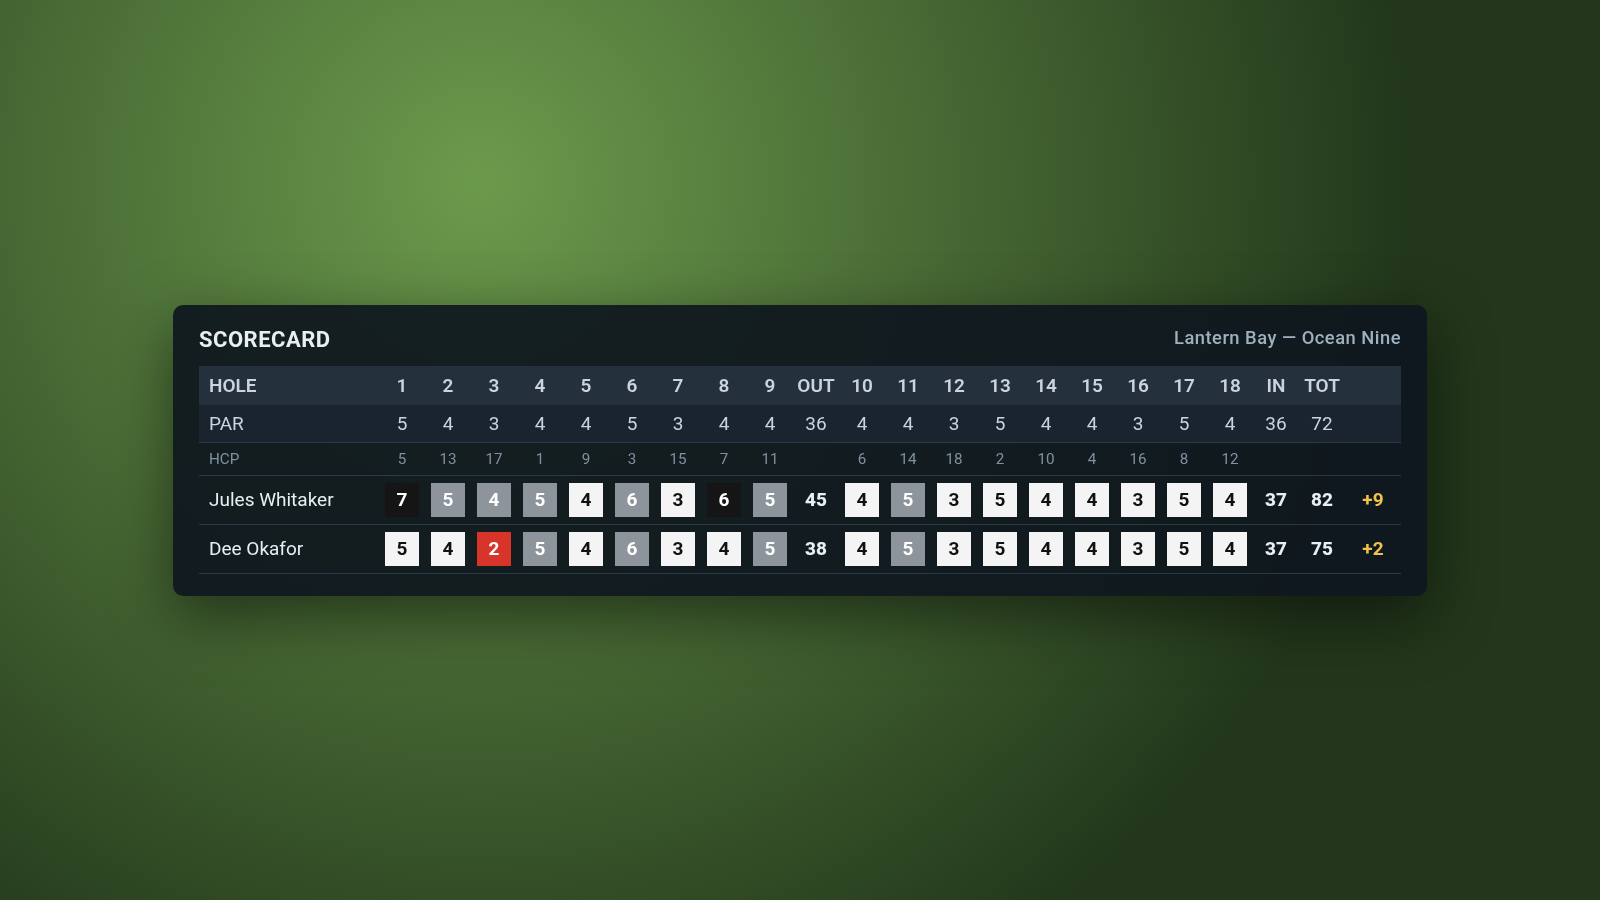 SCORECARD
Lantern Bay — Ocean Nine
HOLE 1 2 3 4 5 6 7 8 9 OUT 10 11 12 13 14 15 16 17 18 IN TOT
PAR 5 4 3 4 4 5 3 4 4 36 4 4 3 5 4 4 3 5 4 36 72
HCP 5 13 17 1 9 3 15 7 11 6 14 18 2 10 4 16 8 12
Jules Whitaker 7 5 4 5 4 6 3 6 5 45 4 5 3 5 4 4 3 5 4 37 82 +9
Dee Okafor 5 4 2 5 4 6 3 4 5 38 4 5 3 5 4 4 3 5 4 37 75 +2